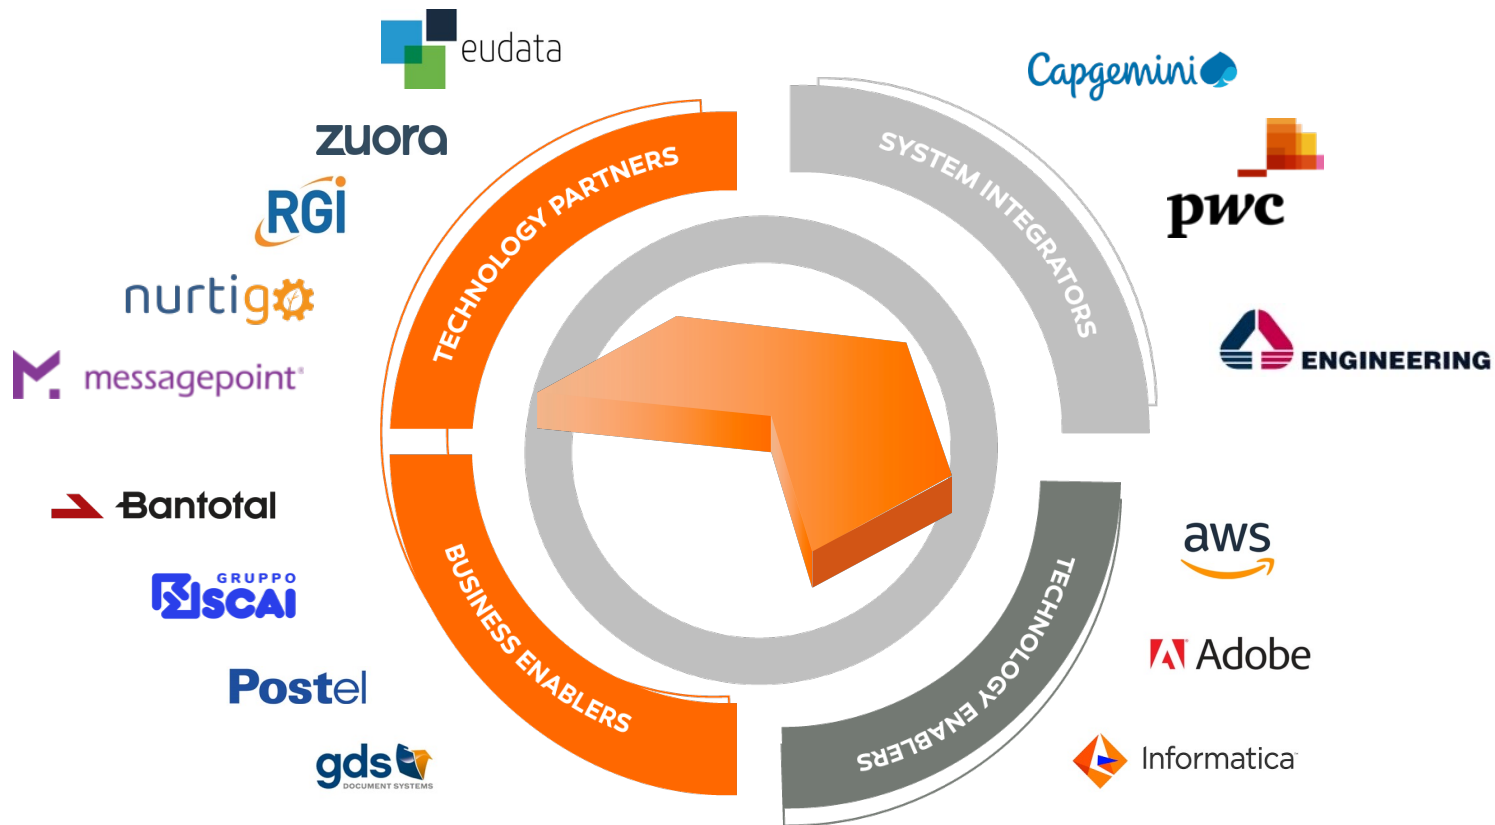 eudata
zuora
RGI
nurtigo
messagepoint®
TECHNOLOGY PARTNERS
Bantotal
GRUPPO
SCAI
Postel
gds
DOCUMENT SYSTEMS
BUSINESS ENABLERS
Capgemini
pwc
ENGINEERING
SYSTEM INTEGRATORS
aws
Adobe
Informatica™
TECHNOLOGY ENABLERS